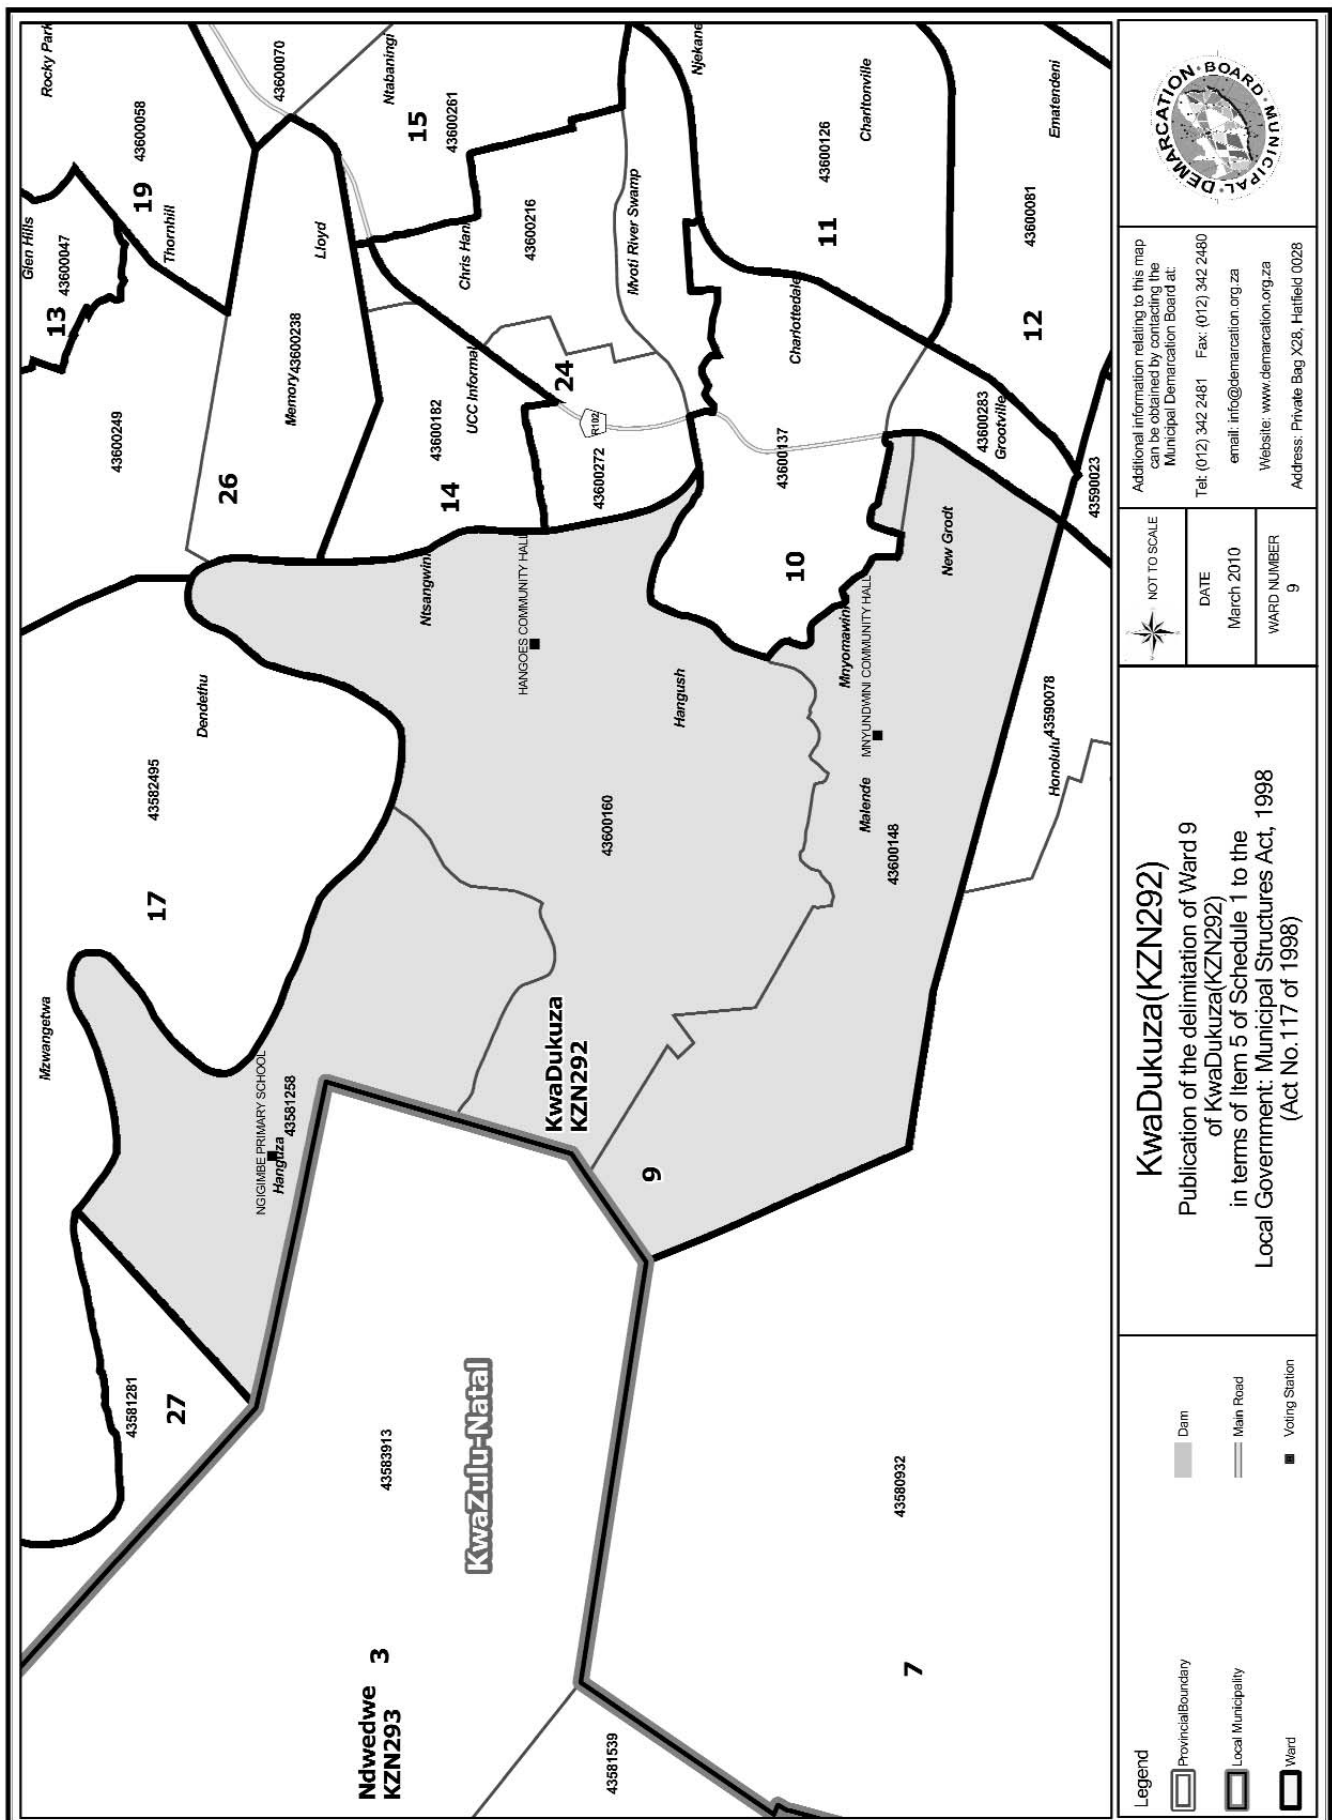 Rocky Park
43600058
19
Thornhill
43600070
Glen Hills
43600047
13
Ntabaningi
15
43600261
Lloyd
Memory
43600238
43600249
26
Chris Hani
43600216
UCC Informal
43600182
14
24
R102
43600272
Mvoti River Swamp
Njekane
43600126
Charltonville
11
Ematendeni
43600081
12
Charlottedale
43600137
10
43600283
Grootville
43590023
New Grodt
Ntsangwini
HANGOES COMMUNITY HALL
Hangush
Mnyomawini
MNYUNDWINI COMMUNITY HALL
Malende
43600148
43600160
Honolulu
43590078
Dendethu
43582495
17
Mzwangetwa
NGIGIMBE PRIMARY SCHOOL
Hanguza
43581258
KwaDukuza
KZN292
9
43581281
27
43583913
KwaZulu-Natal
43580932
Ndwedwe
KZN293
3
7
43581539
Legend
ProvincialBoundary
Local Municipality
Ward
Dam
Main Road
Voting Station
KwaDukuza(KZN292)
Publication of the delimitation of Ward 9
of KwaDukuza(KZN292)
in terms of Item 5 of Schedule 1 to the
Local Government: Municipal Structures Act, 1998
(Act No.117 of 1998)
NOT TO SCALE
DATE
March 2010
WARD NUMBER
9
Additional information relating to this map
can be obtained by contacting the
Municipal Demarcation Board at:
Tel: (012) 342 2481 Fax: (012) 342 2480
email: info@demarcation.org.za
Website: www.demarcation.org.za
Address: Private Bag X28, Hatfield 0028
MUNICIPAL DEMARCATION BOARD